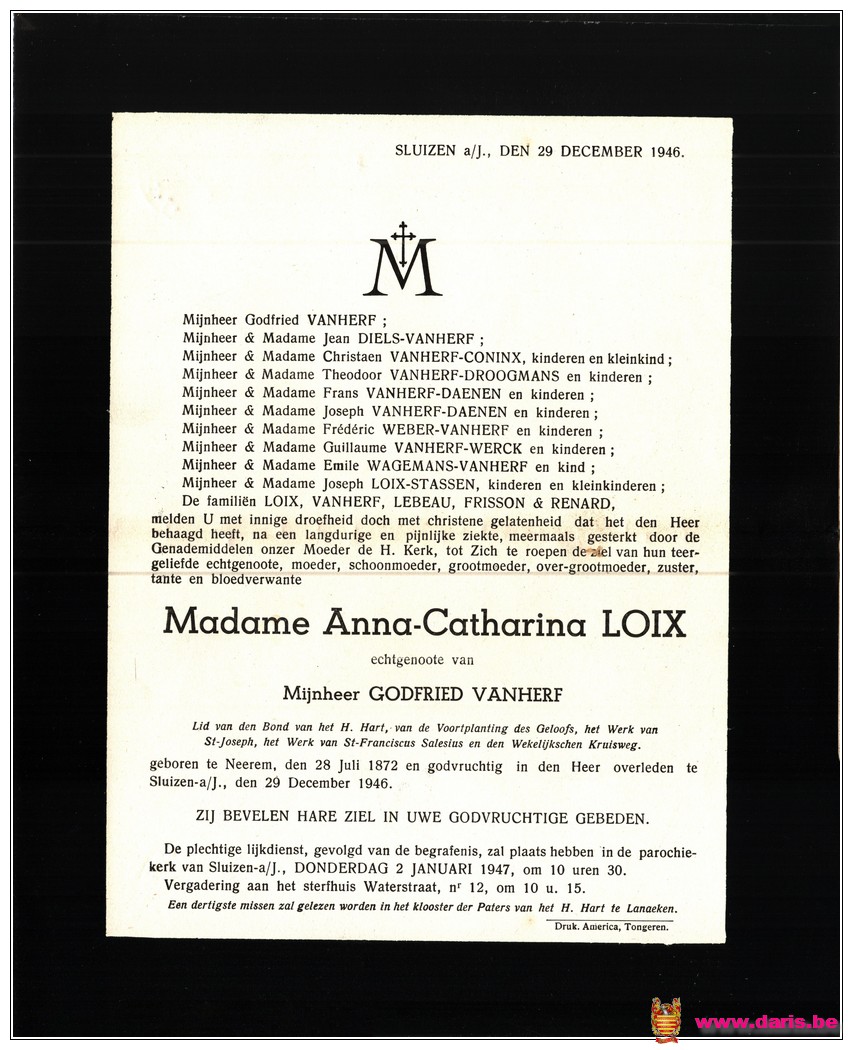 SLUIZEN a/J., DEN 29 DECEMBER 1946.
M
Mijnheer Godfried VANHERF ;
Mijnheer & Madame Jean DIELS-VANHERF ;
Mijnheer & Madame Christaen VANHERF-CONINX, kinderen en kleinkind ;
Mijnheer & Madame Theodoor VANHERF-DROOGMANS en kinderen ;
Mijnheer & Madame Frans VANHERF-DAENEN en kinderen ;
Mijnheer & Madame Joseph VANHERF-DAENEN en kinderen ;
Mijnheer & Madame Frédéric WEBER-VANHERF en kinderen ;
Mijnheer & Madame Guillaume VANHERF-WERCK en kinderen ;
Mijnheer & Madame Emile WAGEMANS-VANHERF en kind ;
Mijnheer & Madame Joseph LOIX-STASSEN, kinderen en kleinkinderen ;
De familiën LOIX, VANHERF, LEBEAU, FRISSON & RENARD,
melden U met innige droefheid doch met christene gelatenheid dat het den Heer
behaagd heeft, na een langdurige en pijnlijke ziekte, meermaals gesterkt door de
Genademiddelen onzer Moeder de H. Kerk, tot Zich te roepen de ziel van hun teer-
geliefde echtgenoote, moeder, schoonmoeder, grootmoeder, over-grootmoeder, zuster,
tante en bloedverwante
Madame Anna-Catharina LOIX
echtgenoote van
Mijnheer GODFRIED VANHERF
Lid van den Bond van het H. Hart, van de Voortplanting des Geloofs, het Werk van
St-Joseph, het Werk van St-Franciscus Salesius en den Wekelijkschen Kruisweg.
geboren te Neerem, den 28 Juli 1872 en godvruchtig in den Heer overleden te
Sluizen-a/J., den 29 December 1946.
ZIJ BEVELEN HARE ZIEL IN UWE GODVRUCHTIGE GEBEDEN.
De plechtige lijkdienst, gevolgd van de begrafenis, zal plaats hebben in de parochie-
kerk van Sluizen-a/J., DONDERDAG 2 JANUARI 1947, om 10 uren 30.
Vergadering aan het sterfhuis Waterstraat, nr 12, om 10 u. 15.
Een dertigste missen zal gelezen worden in het klooster der Paters van het H. Hart te Lanaeken.
Druk. America, Tongeren.
www.daris.be